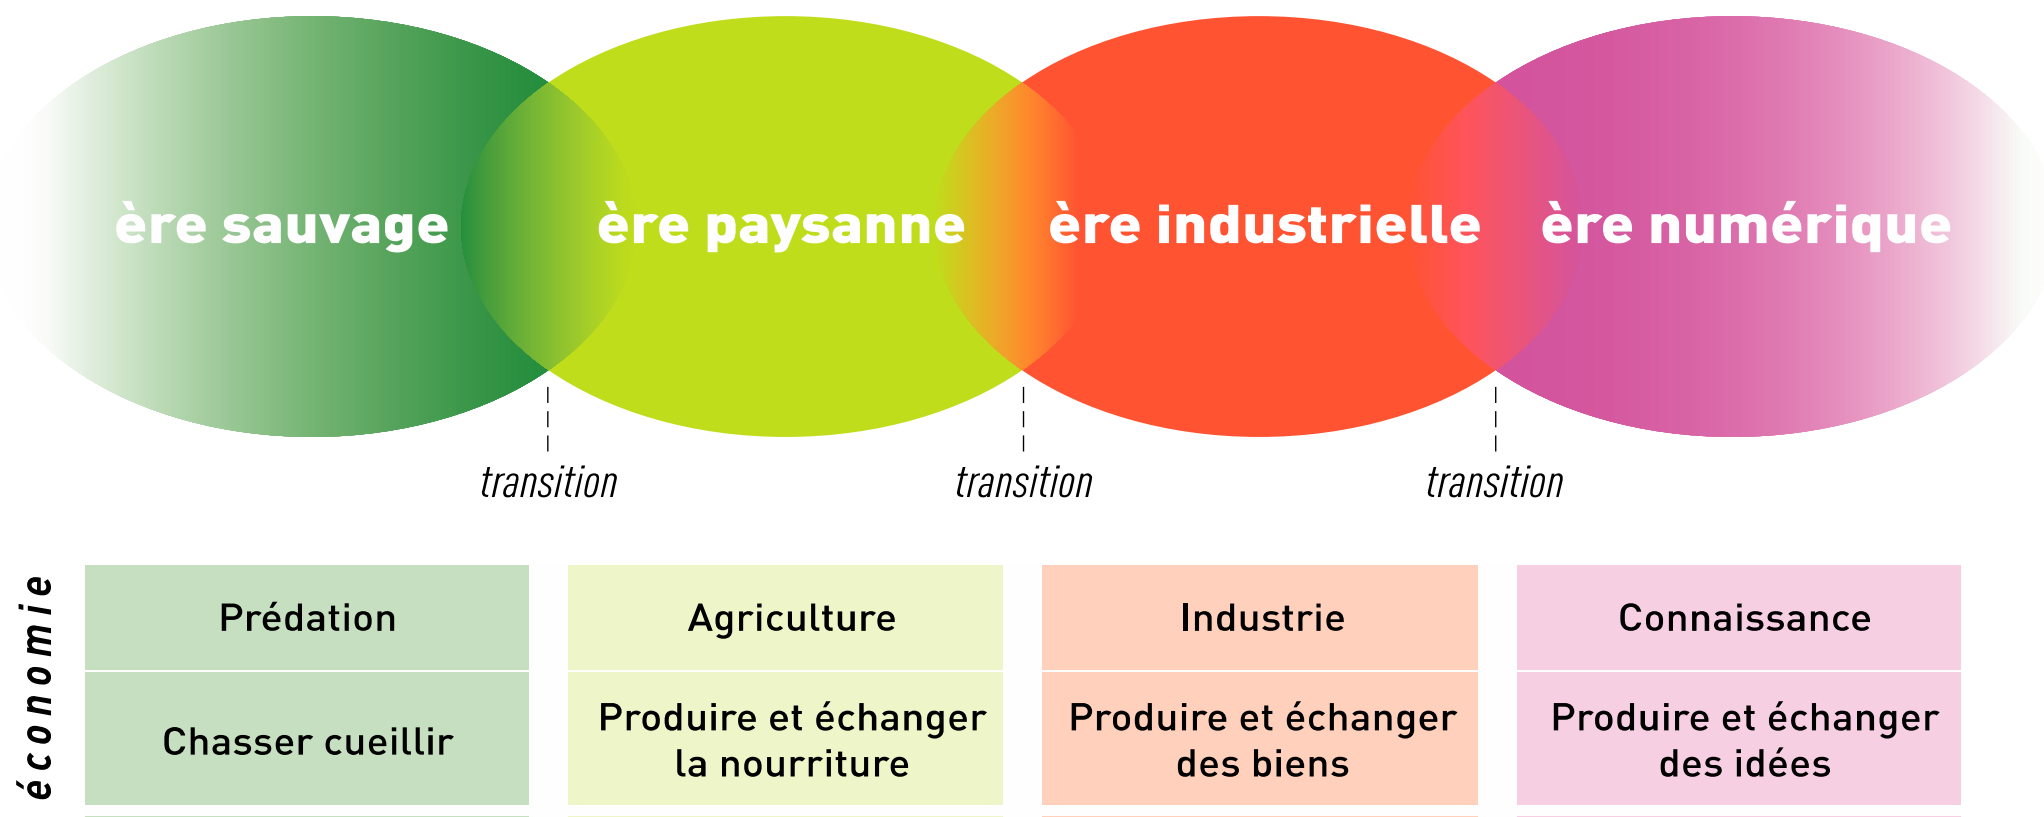 ère sauvage
ère paysanne
ère industrielle
ère numérique
transition
transition
transition
économie
Prédation
Agriculture
Industrie
Connaissance
Chasser cueillir
Produire et échanger
la nourriture
Produire et échanger
des biens
Produire et échanger
des idées